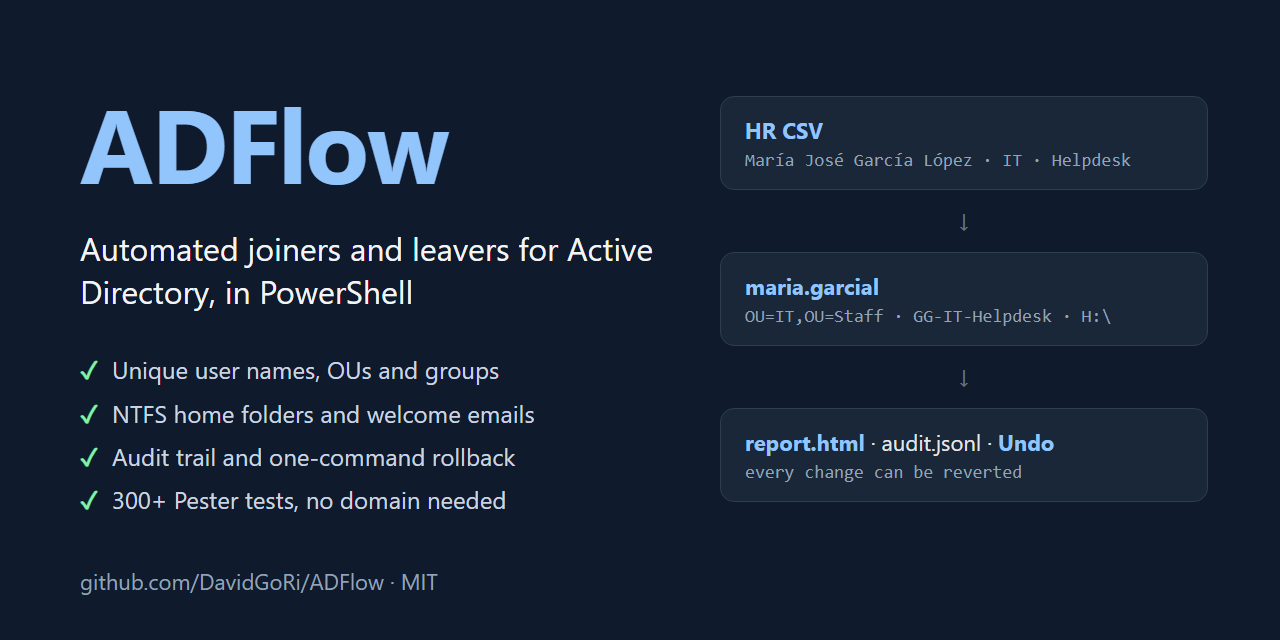 ADFlow
Automated joiners and leavers for Active
Directory, in PowerShell
✓ Unique user names, OUs and groups
✓ NTFS home folders and welcome emails
✓ Audit trail and one-command rollback
✓ 300+ Pester tests, no domain needed
github.com/DavidGoRi/ADFlow · MIT
HR CSV
María José García López · IT · Helpdesk
↓
maria.garcial
OU=IT,OU=Staff · GG-IT-Helpdesk · H:\
↓
report.html · audit.jsonl · Undo
every change can be reverted